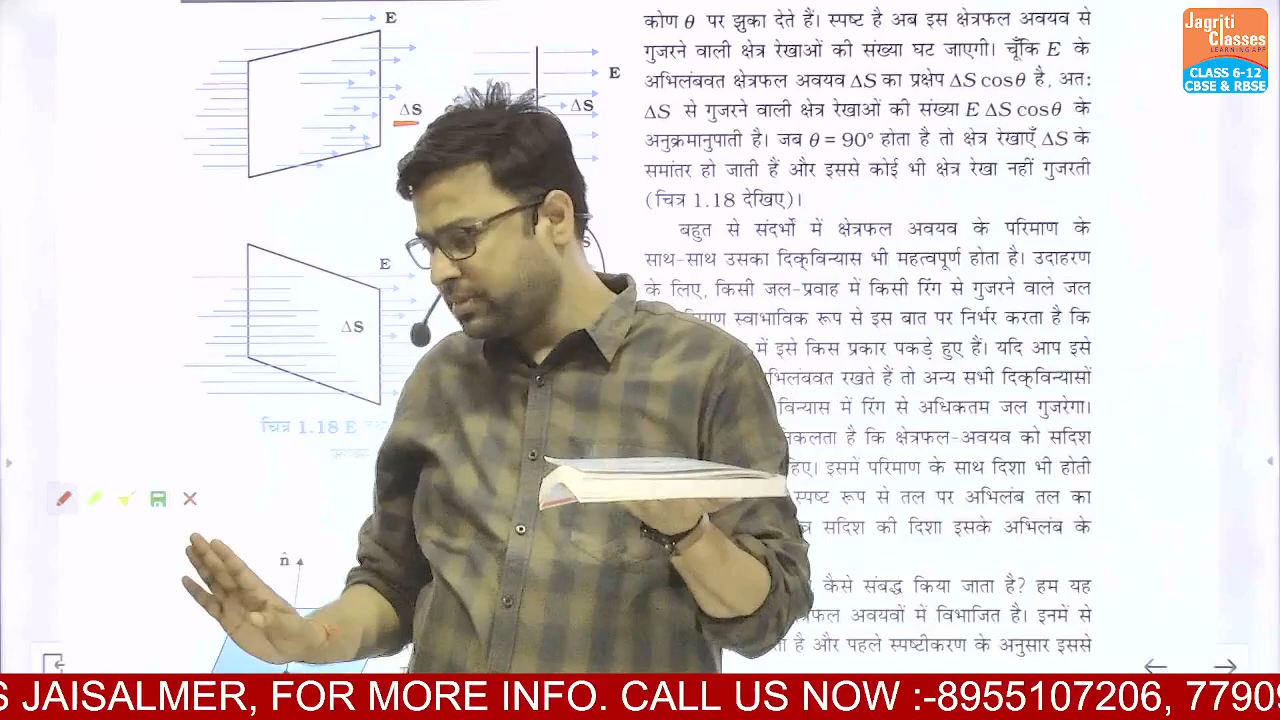 E
ΔS
E
ΔS
E
ΔS
चित्र 1.18 E
n̂
कोण θ पर झुका देते हैं। स्पष्ट है अब इस क्षेत्रफल अवयव से
गुजरने वाली क्षेत्र रेखाओं की संख्या घट जाएगी। चूँकि E के
अभिलंबवत क्षेत्रफल अवयव ΔS का प्रक्षेप ΔS cosθ है, अत:
ΔS से गुजरने वाली क्षेत्र रेखाओं की संख्या E ΔS cosθ के
अनुक्रमानुपाती है। जब θ = 90° होता है तो क्षेत्र रेखाएँ ΔS के
समांतर हो जाती हैं और इससे कोई भी क्षेत्र रेखा नहीं गुजरती
(चित्र 1.18 देखिए)।
बहुत से संदर्भो में क्षेत्रफल अवयव के परिमाण के
साथ-साथ उसका दिक्‌विन्यास भी महत्वपूर्ण होता है। उदाहरण
के लिए, किसी जल-प्रवाह में किसी रिंग से गुजरने वाले जल
स्वाभाविक रूप से इस बात पर निर्भर करता है कि
में इसे किस प्रकार पकड़े हुए हैं। यदि आप इसे
रखते हैं तो अन्य सभी दिक्‌विन्यासों
में रिंग से अधिकतम जल गुजरेगा।
है कि क्षेत्रफल-अवयव को सदिश
इसमें परिमाण के साथ दिशा भी होती
स्पष्ट रूप से तल पर अभिलंब तल का
सदिश की दिशा इसके अभिलंब के
कैसे संबद्ध किया जाता है? हम यह
अवयवों में विभाजित है। इनमें से
है और पहले स्पष्टीकरण के अनुसार इससे
Jagriti
Classes
LEARNING APP
CLASS 6-12
CBSE & RBSE
S JAISALMER, FOR MORE INFO. CALL US NOW :-8955107206, 7790